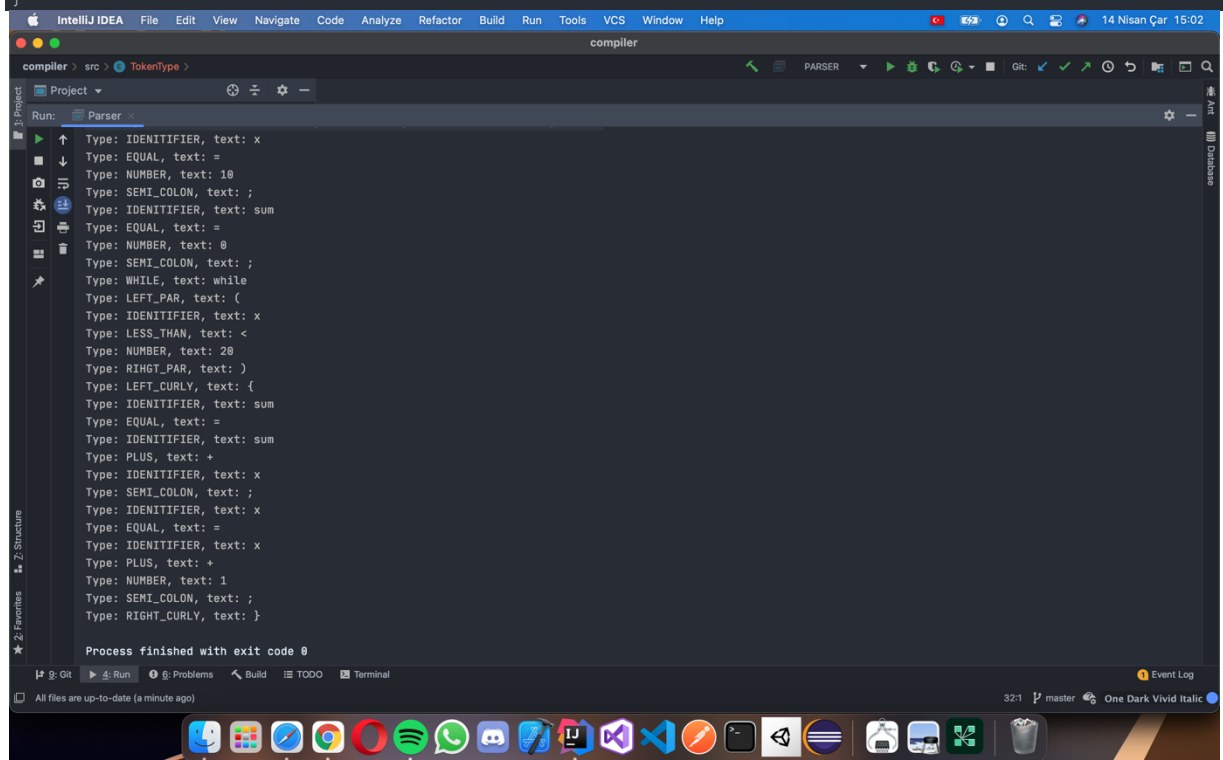 }
IntelliJ IDEA File Edit View Navigate Code Analyze Refactor Build Run Tools VCS Window Help 14 Nisan Çar 15:02
compiler
compiler > src > TokenType > PARSER Git:
1: Project
Project
Run: Parser
Ant
Database
Type: IDENITIFIER, text: x
Type: EQUAL, text: =
Type: NUMBER, text: 10
Type: SEMI_COLON, text: ;
Type: IDENITIFIER, text: sum
Type: EQUAL, text: =
Type: NUMBER, text: 0
Type: SEMI_COLON, text: ;
Type: WHILE, text: while
Type: LEFT_PAR, text: (
Type: IDENITIFIER, text: x
Type: LESS_THAN, text: <
Type: NUMBER, text: 20
Type: RIHGT_PAR, text: )
Type: LEFT_CURLY, text: {
Type: IDENITIFIER, text: sum
Type: EQUAL, text: =
Type: IDENITIFIER, text: sum
Type: PLUS, text: +
Type: IDENITIFIER, text: x
Type: SEMI_COLON, text: ;
Type: IDENITIFIER, text: x
Type: EQUAL, text: =
Type: IDENITIFIER, text: x
Type: PLUS, text: +
Type: NUMBER, text: 1
Type: SEMI_COLON, text: ;
Type: RIGHT_CURLY, text: }
Process finished with exit code 0
Z: Structure
2: Favorites
9: Git 4: Run 6: Problems Build TODO Terminal 1 Event Log
All files are up-to-date (a minute ago) 32:1 master One Dark Vivid Italic